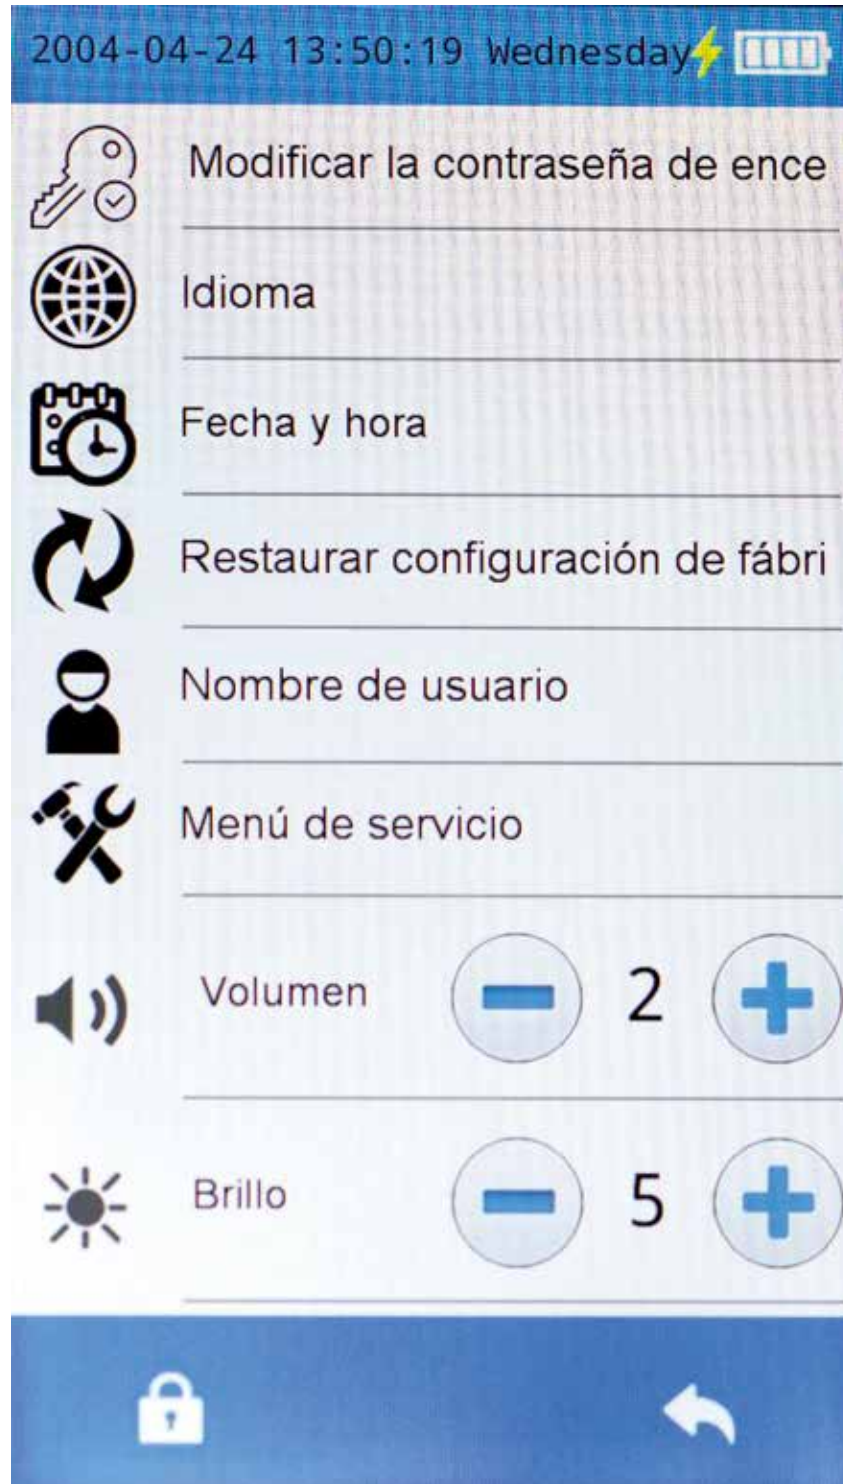 2004-04-24 13:50:19 Wednesday
Modificar la contraseña de ence
Idioma
Fecha y hora
Restaurar configuración de fábri
Nombre de usuario
Menú de servicio
Volumen 2
Brillo 5